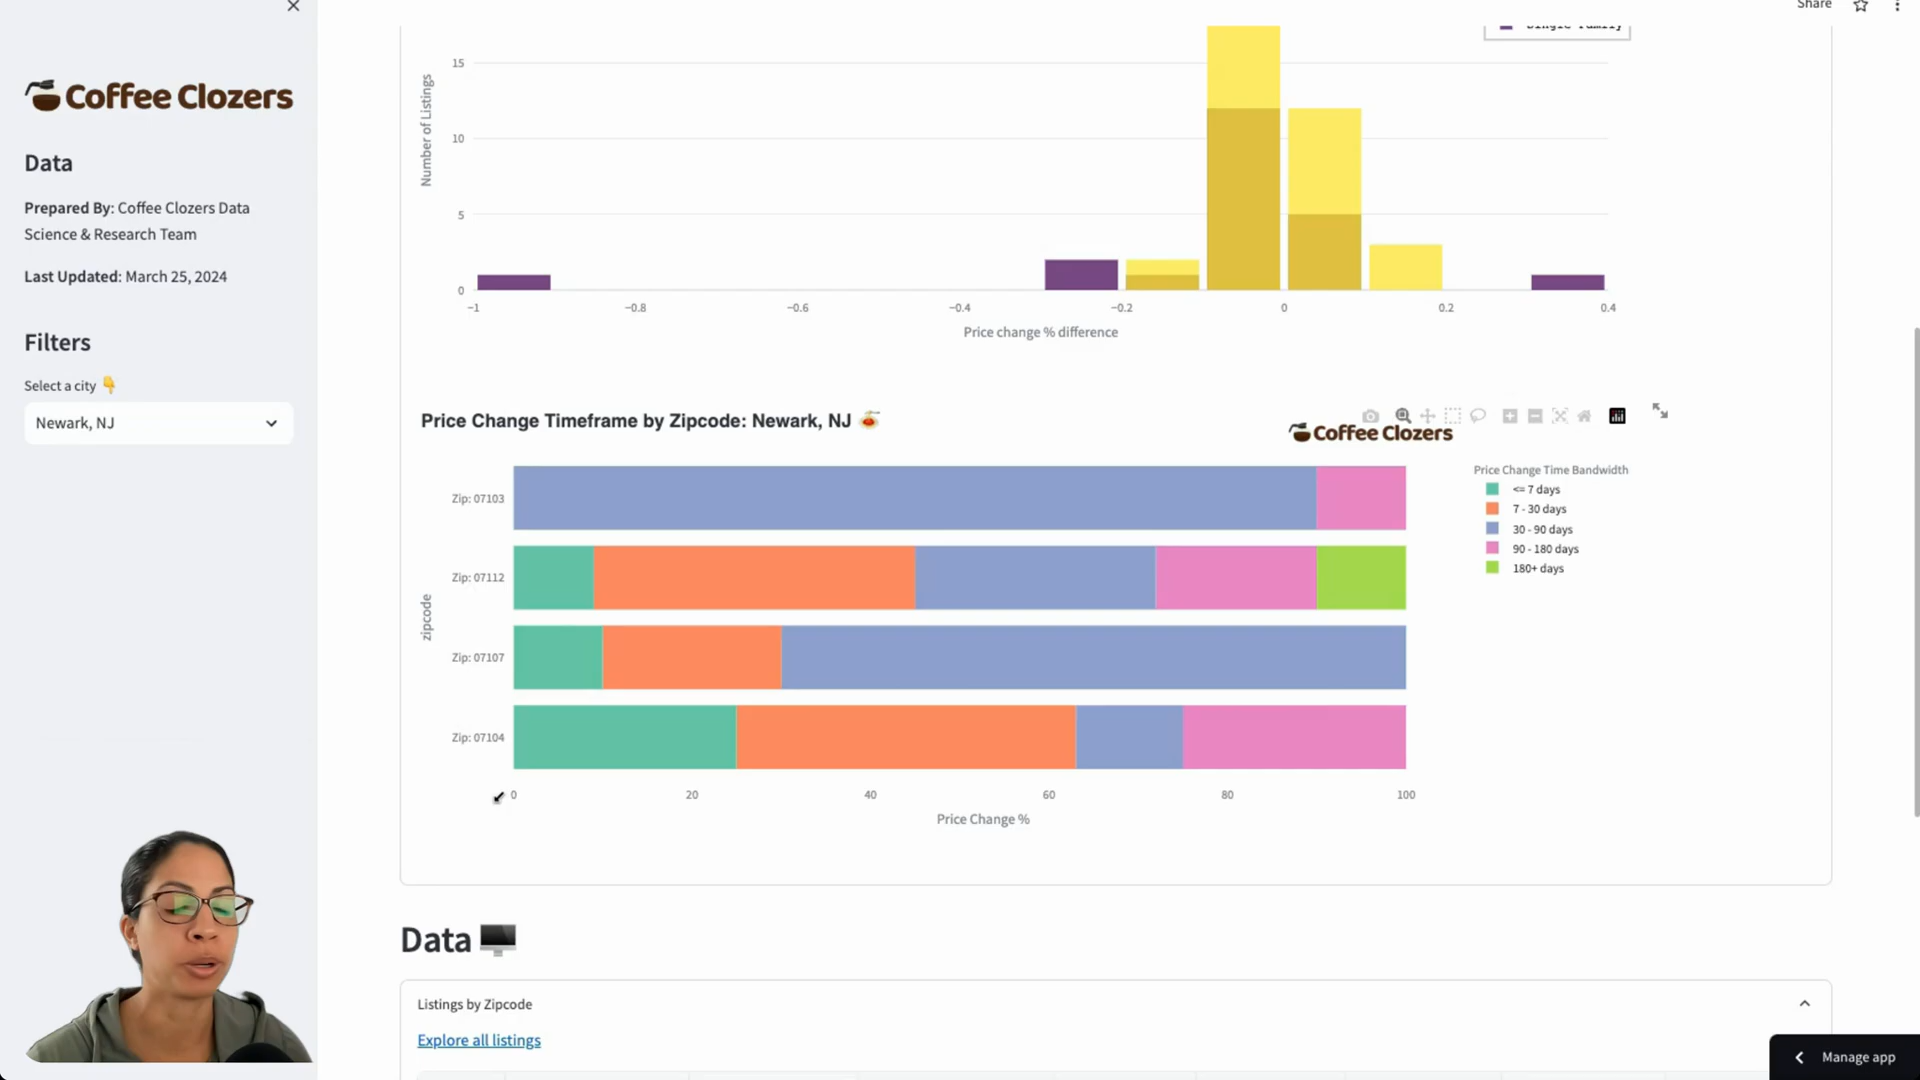 Share
Coffee Clozers
Data
Prepared By: Coffee Clozers Data
Science & Research Team
Last Updated: March 25, 2024
Filters
Select a city
Newark, NJ
Single Family
Number of Listings
15
10
5
0
−1
−0.8
−0.6
−0.4
−0.2
0
0.2
0.4
Price change % difference
Price Change Timeframe by Zipcode: Newark, NJ
Coffee Clozers
Price Change Time Bandwidth
<= 7 days
7 - 30 days
30 - 90 days
90 - 180 days
180+ days
zipcode
Zip: 07103
Zip: 07112
Zip: 07107
Zip: 07104
0
20
40
60
80
100
Price Change %
Data
Listings by Zipcode
Explore all listings
Manage app